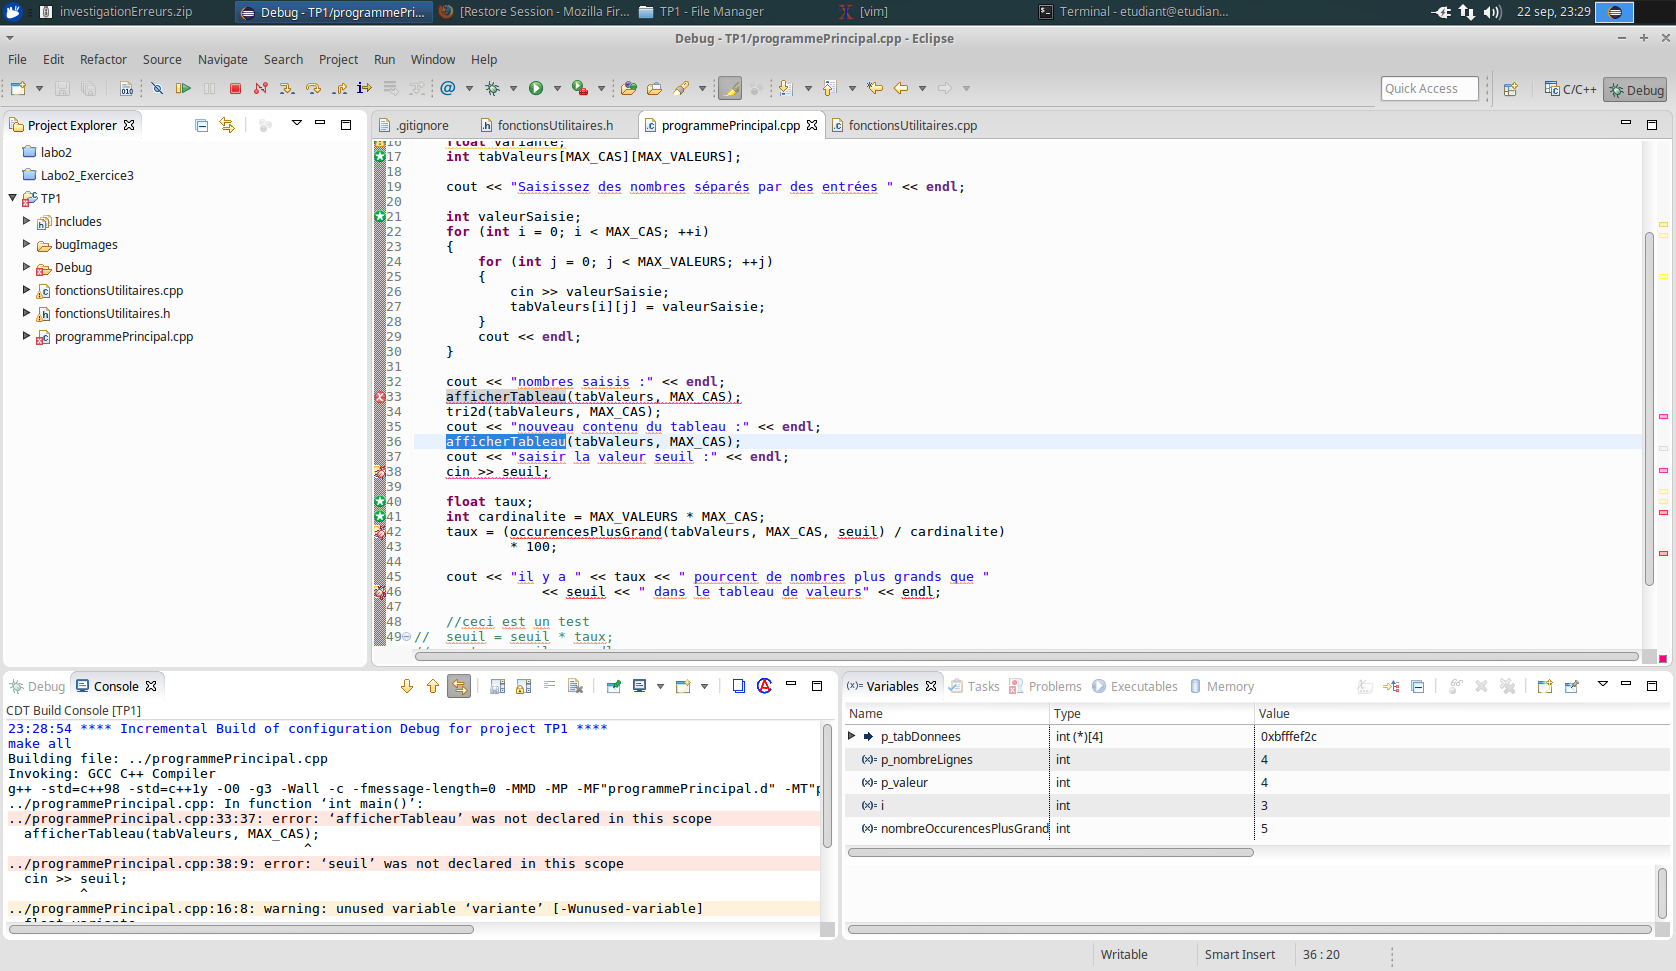 investigationErreurs.zip
Debug - TP1/programmePri...
[Restore Session - Mozilla Fir...
TP1 - File Manager
[vim]
Terminal - etudiant@etudian...
22 sep, 23:29
Debug - TP1/programmePrincipal.cpp - Eclipse
File Edit Refactor Source Navigate Search Project Run Window Help
Quick Access
C/C++
Debug
Project Explorer
labo2
Labo2_Exercice3
TP1
Includes
bugImages
Debug
fonctionsUtilitaires.cpp
fonctionsUtilitaires.h
programmePrincipal.cpp
.gitignore
fonctionsUtilitaires.h
programmePrincipal.cpp
fonctionsUtilitaires.cpp
16 float variante;
17 int tabValeurs[MAX_CAS][MAX_VALEURS];
18
19 cout << "Saisissez des nombres séparés par des entrées " << endl;
20
21 int valeurSaisie;
22 for (int i = 0; i < MAX_CAS; ++i)
23 {
24 for (int j = 0; j < MAX_VALEURS; ++j)
25 {
26 cin >> valeurSaisie;
27 tabValeurs[i][j] = valeurSaisie;
28 }
29 cout << endl;
30 }
31
32 cout << "nombres saisis :" << endl;
33 afficherTableau(tabValeurs, MAX_CAS);
34 tri2d(tabValeurs, MAX_CAS);
35 cout << "nouveau contenu du tableau :" << endl;
36 afficherTableau(tabValeurs, MAX_CAS);
37 cout << "saisir la valeur seuil :" << endl;
38 cin >> seuil;
39
40 float taux;
41 int cardinalite = MAX_VALEURS * MAX_CAS;
42 taux = (occurencesPlusGrand(tabValeurs, MAX_CAS, seuil) / cardinalite)
43 * 100;
44
45 cout << "il y a " << taux << " pourcent de nombres plus grands que "
46 << seuil << " dans le tableau de valeurs" << endl;
47
48 //ceci est un test
49 // seuil = seuil * taux;
Debug
Console
CDT Build Console [TP1]
23:28:54 **** Incremental Build of configuration Debug for project TP1 ****
make all
Building file: ../programmePrincipal.cpp
Invoking: GCC C++ Compiler
g++ -std=c++98 -std=c++1y -O0 -g3 -Wall -c -fmessage-length=0 -MMD -MP -MF"programmePrincipal.d" -MT"p
../programmePrincipal.cpp: In function ‘int main()’:
../programmePrincipal.cpp:33:37: error: ‘afficherTableau’ was not declared in this scope
afficherTableau(tabValeurs, MAX_CAS);
^
../programmePrincipal.cpp:38:9: error: ‘seuil’ was not declared in this scope
cin >> seuil;
^
../programmePrincipal.cpp:16:8: warning: unused variable ‘variante’ [-Wunused-variable]
float variante;
(x)= Variables
Tasks
Problems
Executables
Memory
Name Type Value
p_tabDonnees int (*)[4] 0xbfffef2c
(x)= p_nombreLignes int 4
(x)= p_valeur int 4
(x)= i int 3
(x)= nombreOccurencesPlusGrand int 5
Writable
Smart Insert
36 : 20